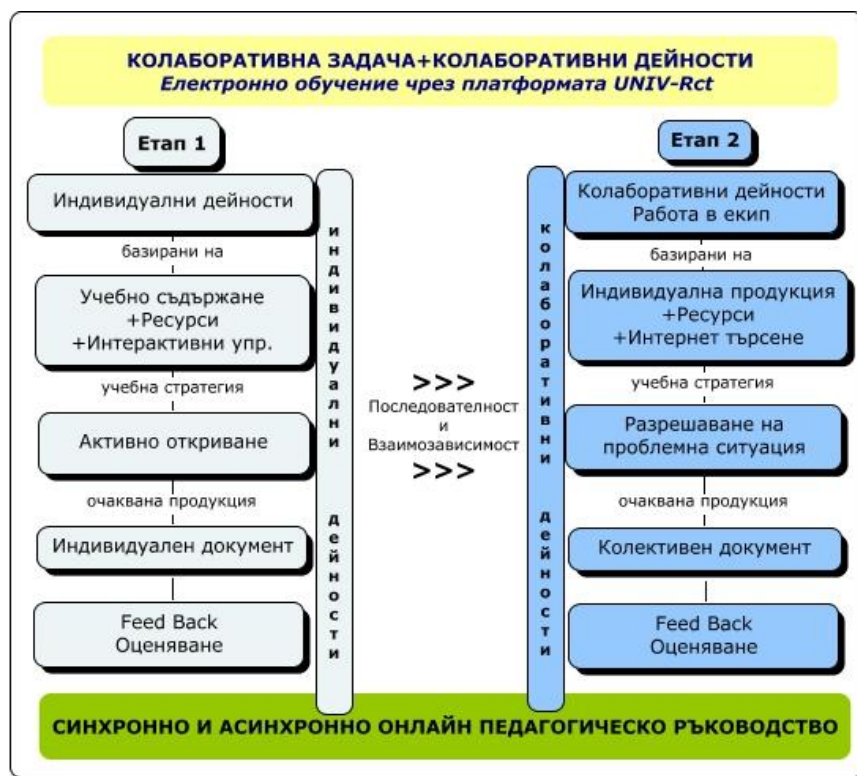 КОЛАБОРАТИВНА ЗАДАЧА+КОЛАБОРАТИВНИ ДЕЙНОСТИ
Електронно обучение чрез платформата UNIV-Rct
Етап 1
Индивидуални дейности
базирани на
Учебно съдържане
+Ресурси
+Интерактивни упр.
учебна стратегия
Активно откриване
очаквана продукция
Индивидуален документ
Feed Back
Оценяване
индивидуални дейности
>>>
Последователност
и
Взаимозависимост
>>>
Етап 2
колаборативни дейности
Колаборативни дейности
Работа в екип
базирани на
Индивидуална продукция
+Ресурси
+Интернет търсене
учебна стратегия
Разрешаване на
проблемна ситуация
очаквана продукция
Колективен документ
Feed Back
Оценяване
СИНХРОННО И АСИНХРОННО ОНЛАЙН ПЕДАГОГИЧЕСКО РЪКОВОДСТВО